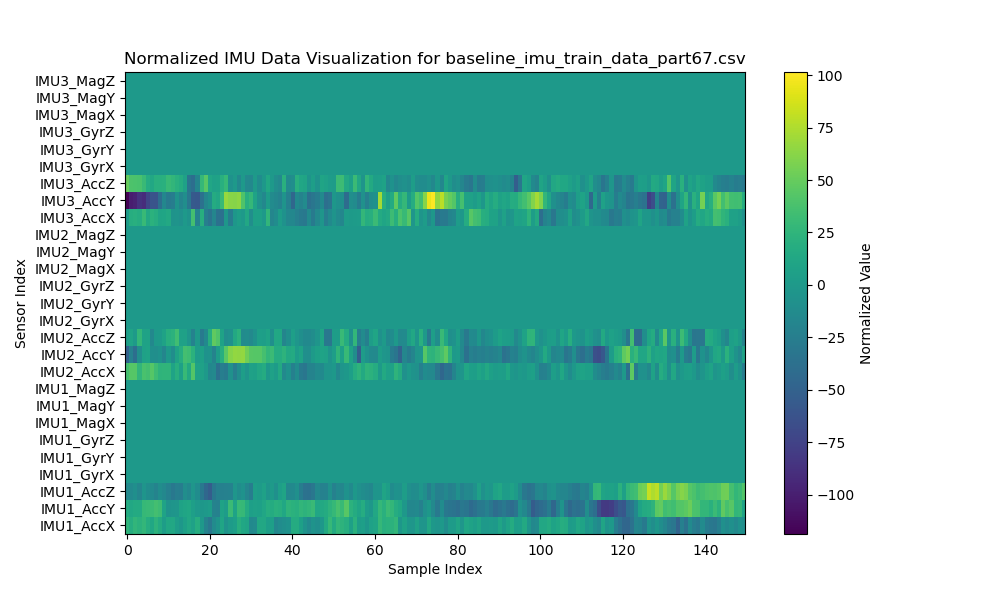 Normalized IMU Data Visualization for baseline_imu_train_data_part67.csv
IMU3_MagZ
IMU3_MagY
IMU3_MagX
IMU3_GyrZ
IMU3_GyrY
IMU3_GyrX
IMU3_AccZ
IMU3_AccY
IMU3_AccX
IMU2_MagZ
IMU2_MagY
IMU2_MagX
IMU2_GyrZ
IMU2_GyrY
IMU2_GyrX
IMU2_AccZ
IMU2_AccY
IMU2_AccX
IMU1_MagZ
IMU1_MagY
IMU1_MagX
IMU1_GyrZ
IMU1_GyrY
IMU1_GyrX
IMU1_AccZ
IMU1_AccY
IMU1_AccX
Sensor Index
0 20 40 60 80 100 120 140
Sample Index
100
75
50
25
0
−25
−50
−75
−100
Normalized Value